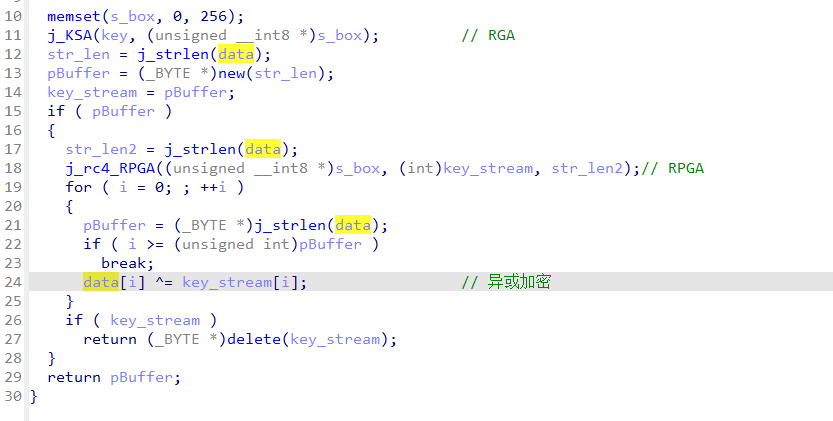 10 memset(s_box, 0, 256);
11 j_KSA(key, (unsigned __int8 *)s_box); // RGA
12 str_len = j_strlen(data);
13 pBuffer = (_BYTE *)new(str_len);
14 key_stream = pBuffer;
15 if ( pBuffer )
16 {
17 str_len2 = j_strlen(data);
18 j_rc4_RPGA((unsigned __int8 *)s_box, (int)key_stream, str_len2);// RPGA
19 for ( i = 0; ; ++i )
20 {
21 pBuffer = (_BYTE *)j_strlen(data);
22 if ( i >= (unsigned int)pBuffer )
23 break;
24 data[i] ^= key_stream[i]; // 异或加密
25 }
26 if ( key_stream )
27 return (_BYTE *)delete(key_stream);
28 }
29 return pBuffer;
30 }